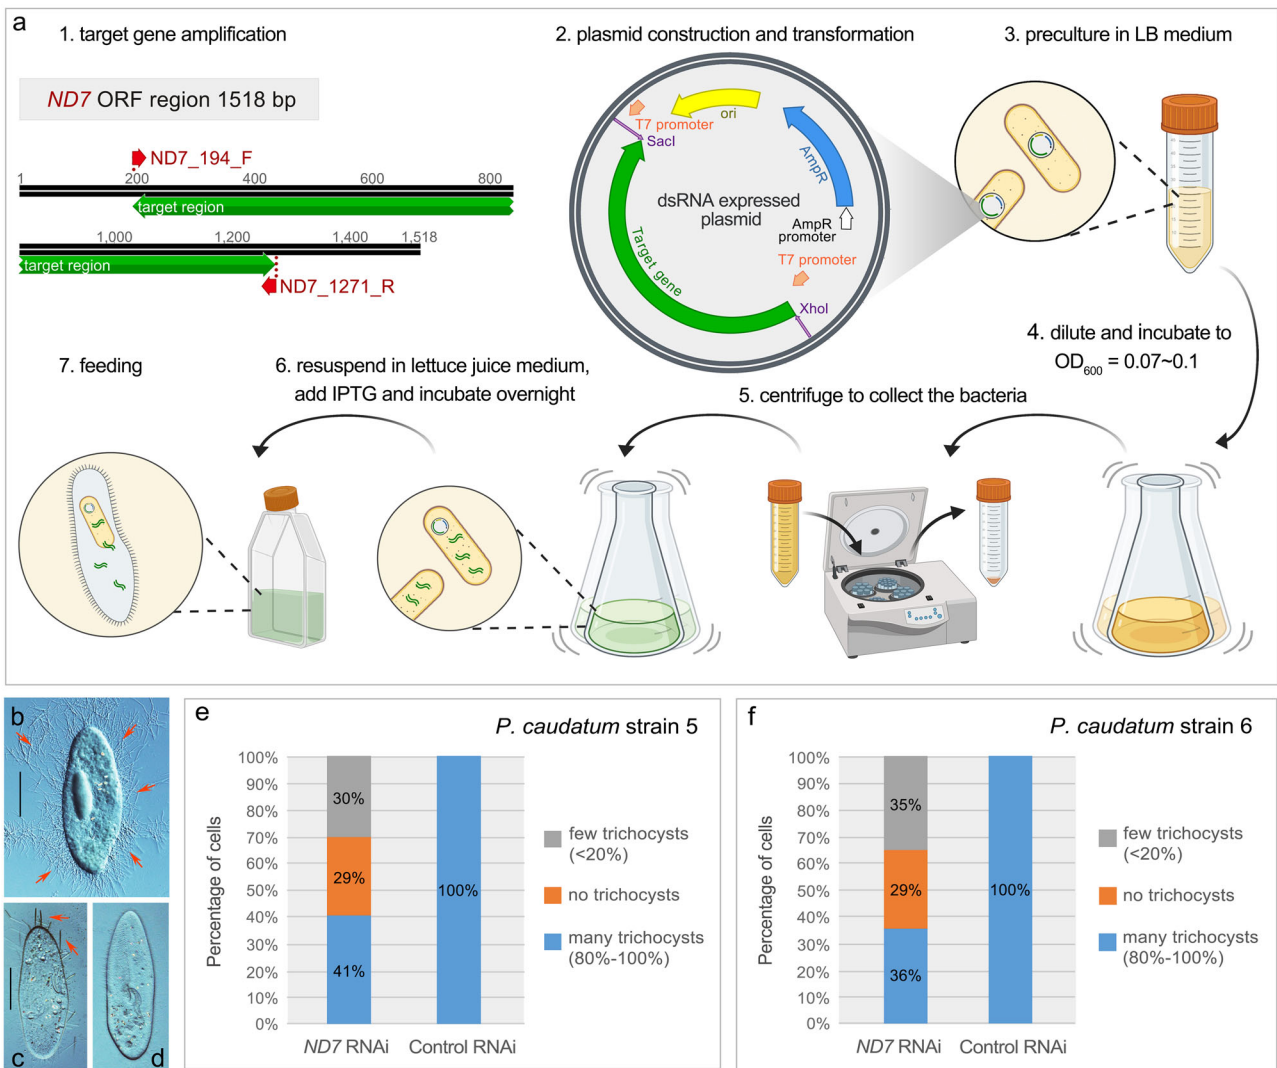 a
1. target gene amplification
ND7 ORF region 1518 bp
ND7_194_F
1
200
400
600
800
target region
1,000
1,200
1,400
1,518
target region
ND7_1271_R
2. plasmid construction and transformation
T7 promoter
ori
SacI
AmpR
dsRNA expressed
plasmid
AmpR
promoter
T7 promoter
Target gene
XhoI
3. preculture in LB medium
4. dilute and incubate to
OD600 = 0.07~0.1
5. centrifuge to collect the bacteria
6. resuspend in lettuce juice medium,
add IPTG and incubate overnight
7. feeding
b
c
d
e
P. caudatum strain 5
Percentage of cells
100%
90%
80%
70%
60%
50%
40%
30%
20%
10%
0%
30%
29%
41%
100%
ND7 RNAi
Control RNAi
few trichocysts
(<20%)
no trichocysts
many trichocysts
(80%-100%)
f
P. caudatum strain 6
Percentage of cells
100%
90%
80%
70%
60%
50%
40%
30%
20%
10%
0%
35%
29%
36%
100%
ND7 RNAi
Control RNAi
few trichocysts
(<20%)
no trichocysts
many trichocysts
(80%-100%)